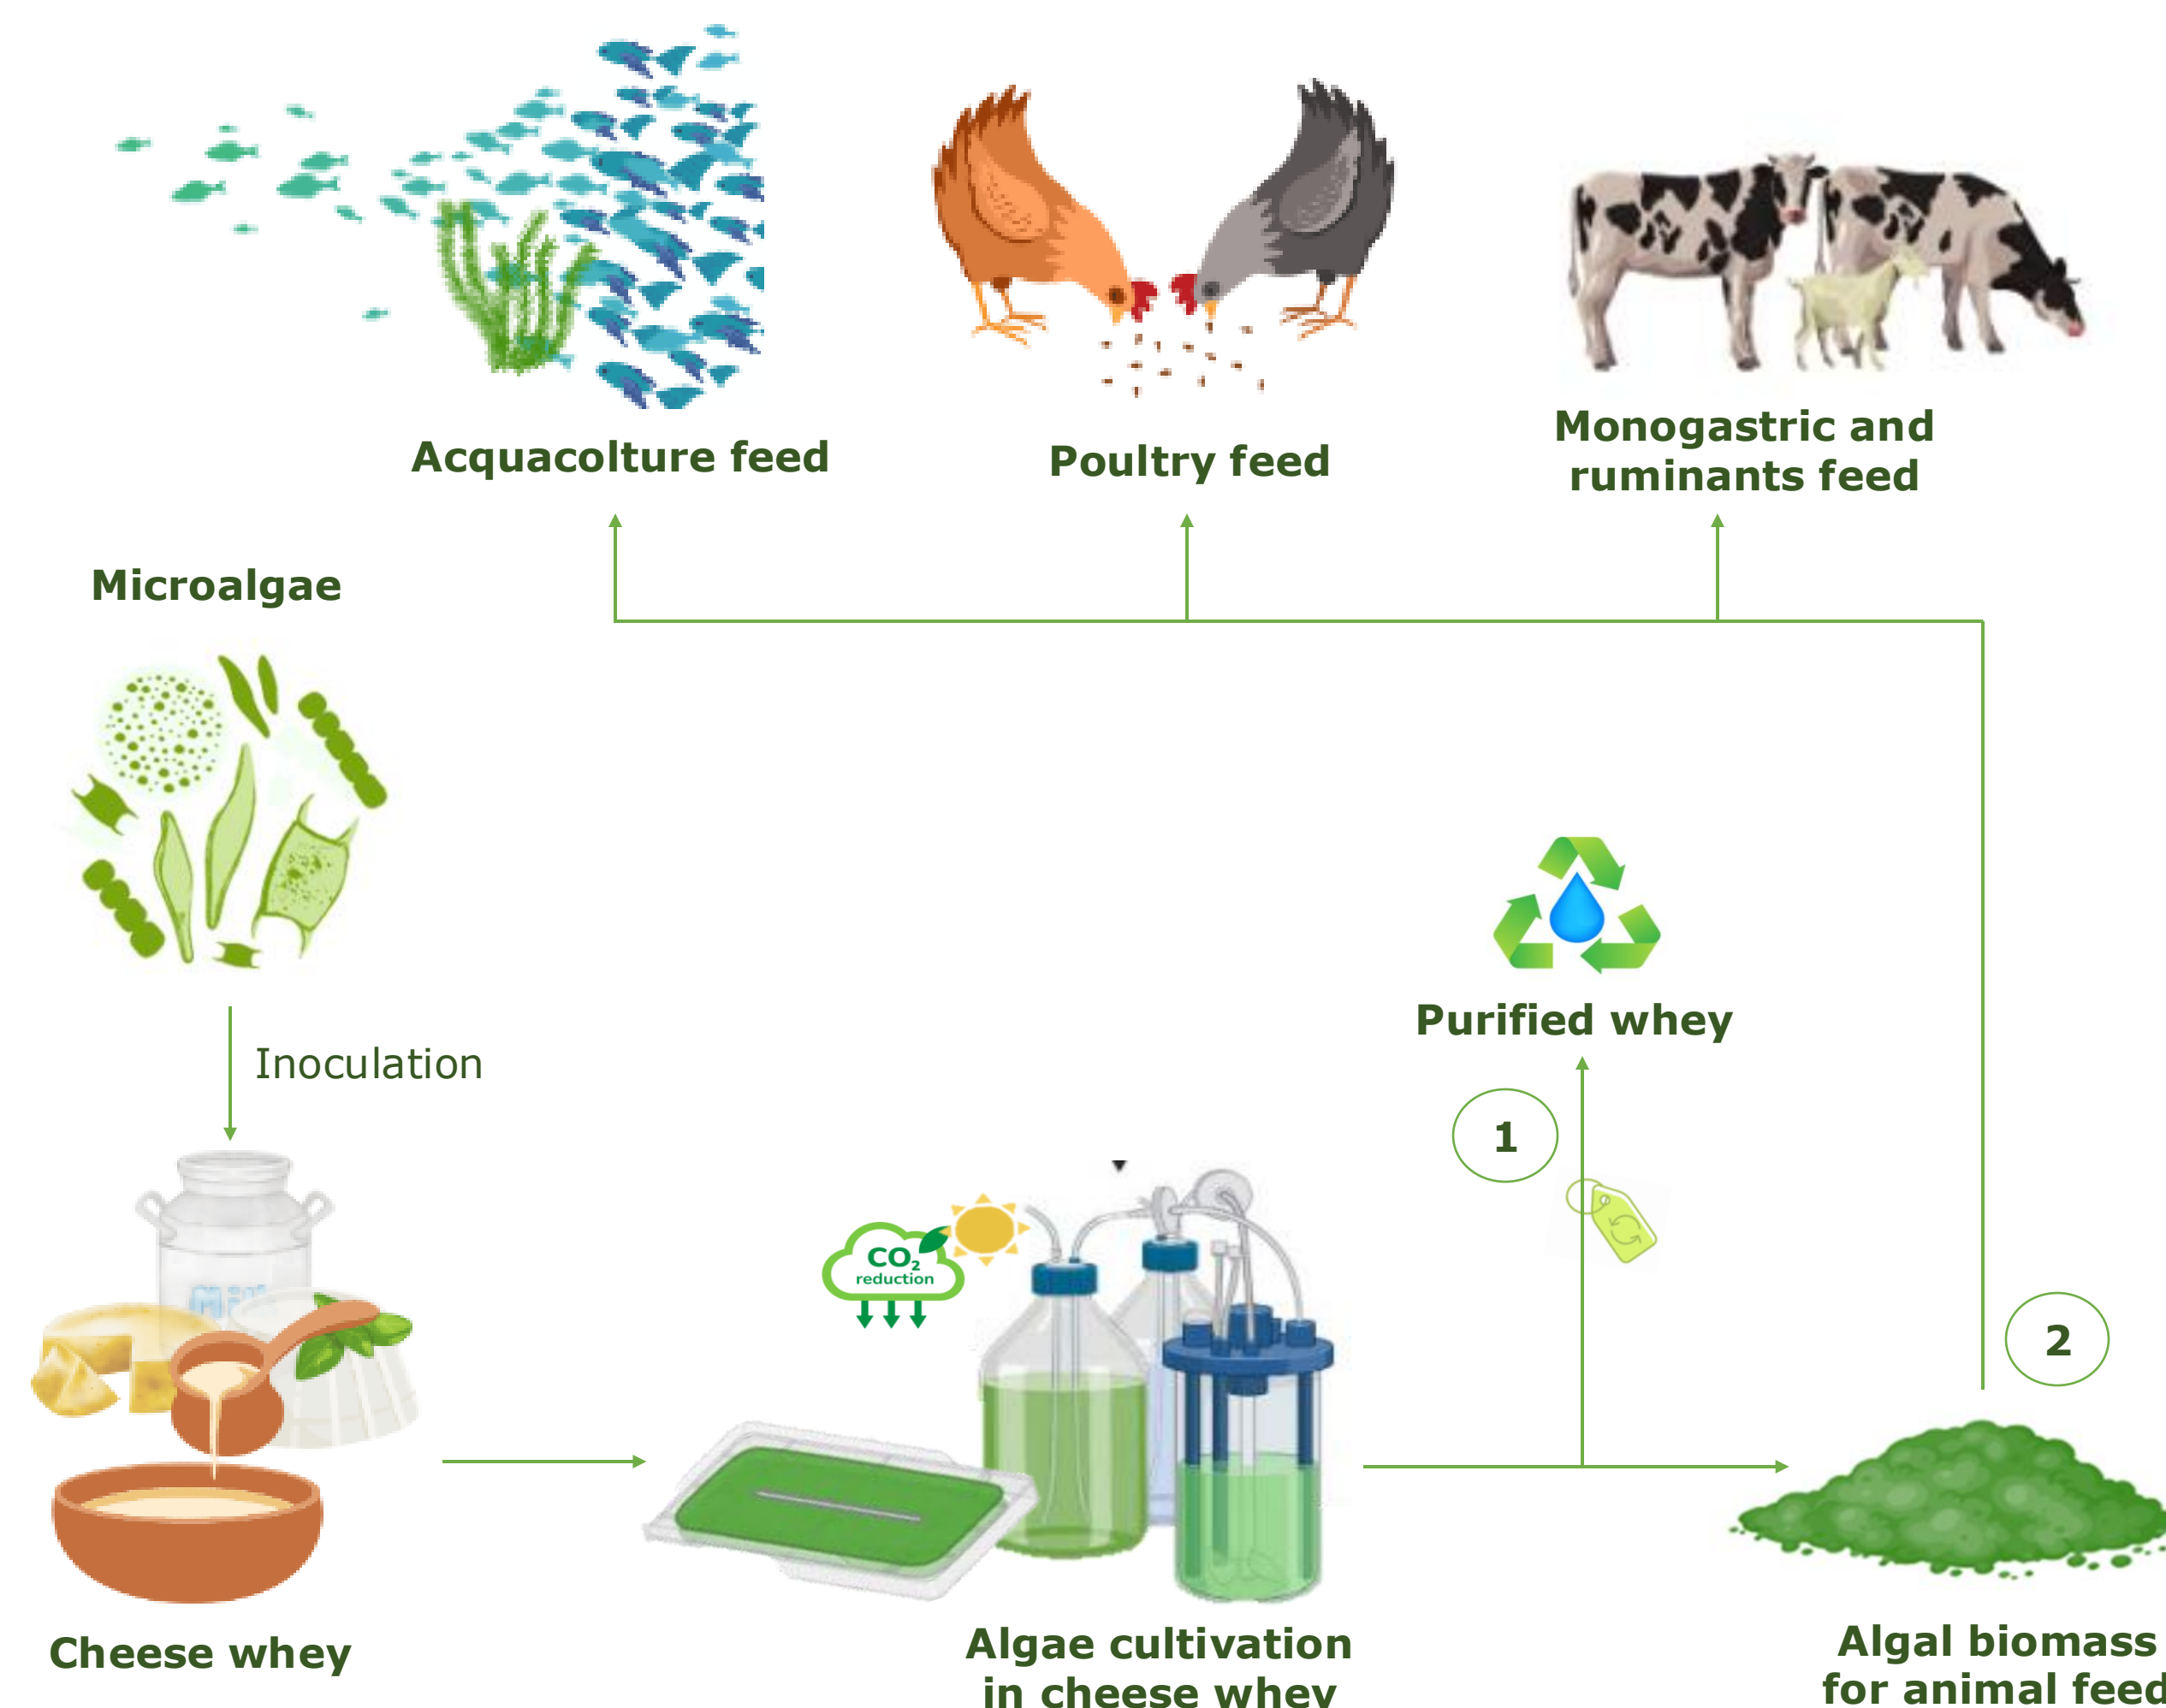 Acquacolture feed
Poultry feed
Monogastric and
ruminants feed
Microalgae
Inoculation
Purified whey
1
CO₂
reduction
2
Milk
Cheese whey
Algae cultivation
in cheese whey
Algal biomass
for animal feed